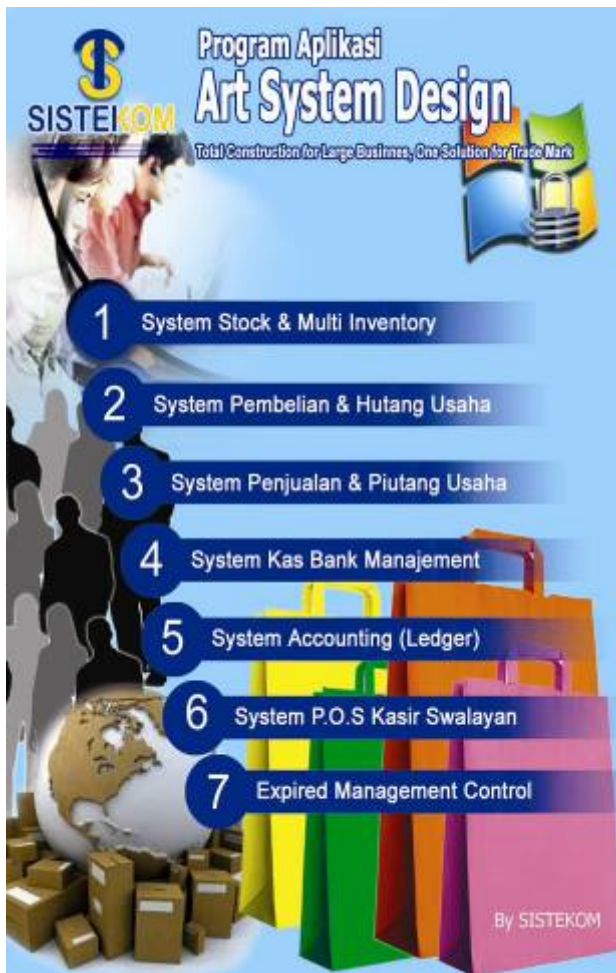 SISTEKOM
Program Aplikasi
Art System Design
Total Construction for Large Businnes, One Solution for Trade Mark
1 System Stock & Multi Inventory
2 System Pembelian & Hutang Usaha
3 System Penjualan & Piutang Usaha
4 System Kas Bank Manajement
5 System Accounting (Ledger)
6 System P.O.S Kasir Swalayan
7 Expired Management Control
By SISTEKOM